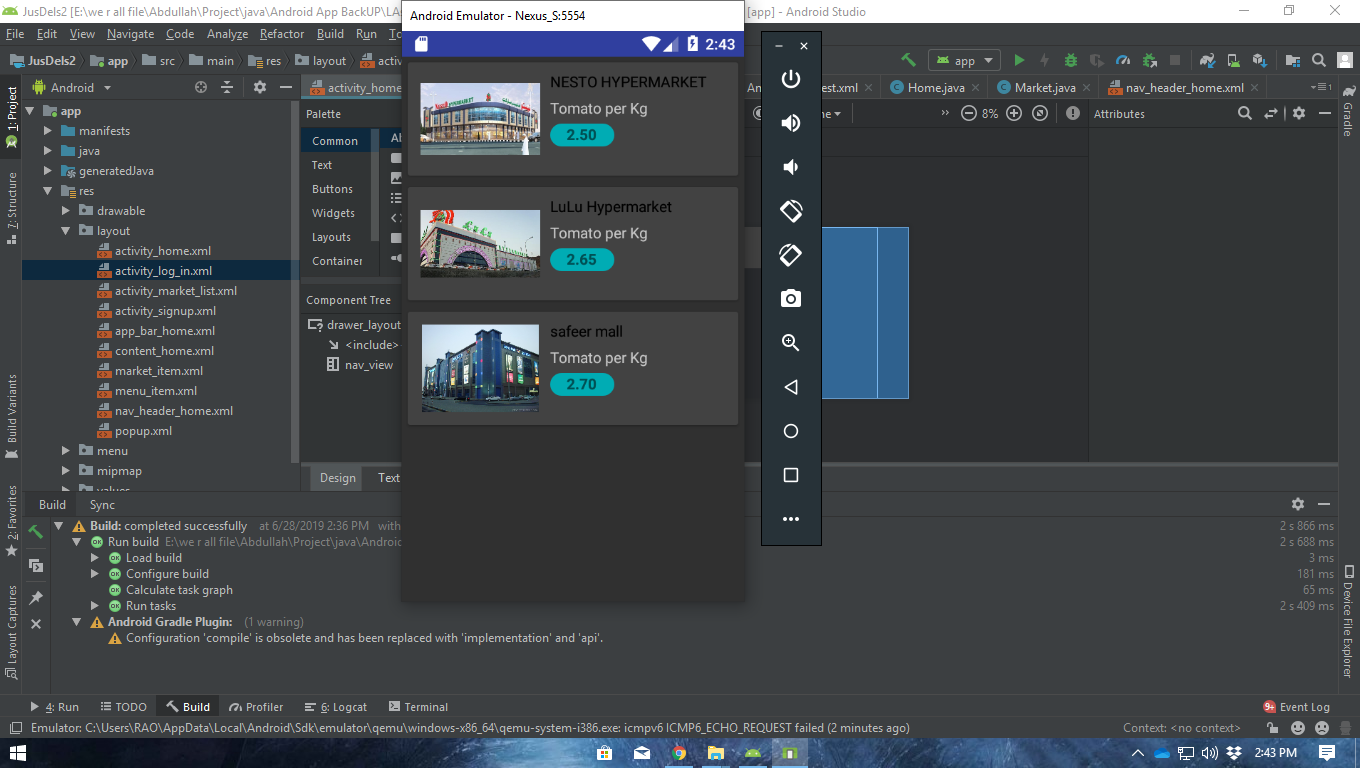 JusDels2 [E:\we r all file\Abdullah\Project\java\Android App BackUP\LA
[app] - Android Studio
File Edit View Navigate Code Analyze Refactor Build Run
JusDels2 app src main res layout
app
Android
activity_home
Home.java
Market.java
nav_header_home.xml
1: Project
7: Structure
Build Variants
2: Favorites
Layout Captures
Gradle
Device File Explorer
app
manifests
java
generatedJava
res
drawable
layout
activity_home.xml
activity_log_in.xml
activity_market_list.xml
activity_signup.xml
app_bar_home.xml
content_home.xml
market_item.xml
menu_item.xml
nav_header_home.xml
popup.xml
menu
mipmap
values
Palette
Common
Text
Buttons
Widgets
Layouts
Container
Component Tree
drawer_layout
<include>
nav_view
Design Text
Android Emulator - Nexus_S:5554
2:43
NESTO HYPERMARKET
Tomato per Kg
2.50
LuLu Hypermarket
Tomato per Kg
2.65
safeer mall
Tomato per Kg
2.70
8%
Attributes
Build Sync
Build: completed successfully at 6/28/2019 2:36 PM with
2 s 866 ms
Run build E:\we r all file\Abdullah\Project\java\Androi
2 s 688 ms
Load build
3 ms
Configure build
181 ms
Calculate task graph
65 ms
Run tasks
2 s 409 ms
Android Gradle Plugin: (1 warning)
Configuration 'compile' is obsolete and has been replaced with 'implementation' and 'api'.
4: Run TODO Build Profiler 6: Logcat Terminal
9+ Event Log
Emulator: C:\Users\RAO\AppData\Local\Android\Sdk\emulator\qemu\windows-x86_64\qemu-system-i386.exe: icmpv6 ICMP6_ECHO_REQUEST failed (2 minutes ago)
Context: <no context>
2:43 PM